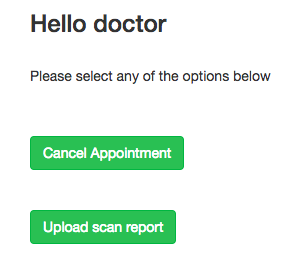 Hello doctor
Please select any of the options below
Cancel Appointment
Upload scan report